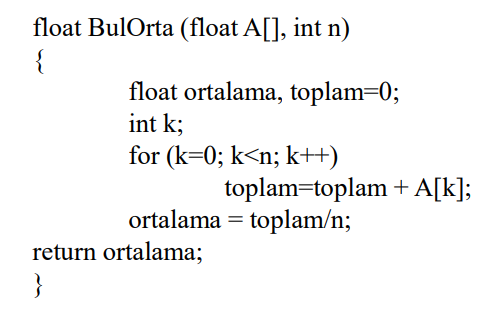 float BulOrta (float A[], int n)
{
float ortalama, toplam=0;
int k;
for (k=0; k<n; k++)
toplam=toplam + A[k];
ortalama = toplam/n;
return ortalama;
}